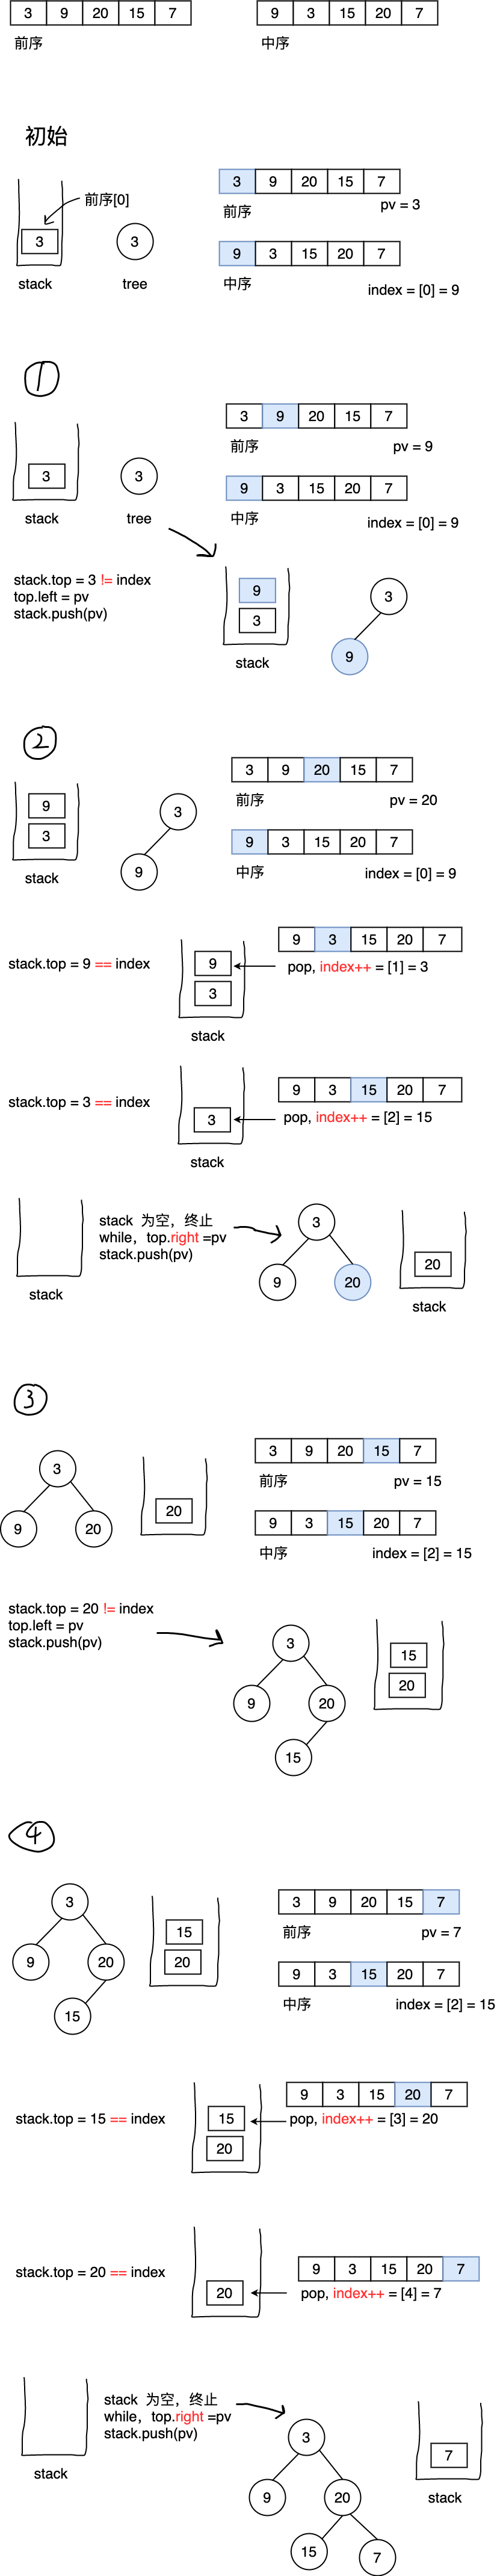 3 9 20 15 7
9 3 15 20 7
前序
中序
初始
前序[0]
3
stack
3
tree
3 9 20 15 7
前序
pv = 3
9 3 15 20 7
中序
index = [0] = 9
1
3
stack
3
tree
3 9 20 15 7
前序
pv = 9
9 3 15 20 7
中序
index = [0] = 9
stack.top = 3 != index
top.left = pv
stack.push(pv)
9
3
stack
3
9
2
9
3
stack
3
9
3 9 20 15 7
前序
pv = 20
9 3 15 20 7
中序
index = [0] = 9
stack.top = 9 == index
9
3
stack
9 3 15 20 7
pop, index++ = [1] = 3
stack.top = 3 == index
3
stack
9 3 15 20 7
pop, index++ = [2] = 15
stack
stack 为空，终止
while，top.right =pv
stack.push(pv)
3
9 20
20
stack
3
3
9 20
20
3 9 20 15 7
前序
pv = 15
9 3 15 20 7
中序
index = [2] = 15
stack.top = 20 != index
top.left = pv
stack.push(pv)
3
9 20
15
15
20
4
3
9 20
15
15
20
3 9 20 15 7
前序
pv = 7
9 3 15 20 7
中序
index = [2] = 15
stack.top = 15 == index
15
20
9 3 15 20 7
pop, index++ = [3] = 20
stack.top = 20 == index
20
9 3 15 20 7
pop, index++ = [4] = 7
stack
stack 为空，终止
while，top.right =pv
stack.push(pv)
3
9 20
15 7
7
stack